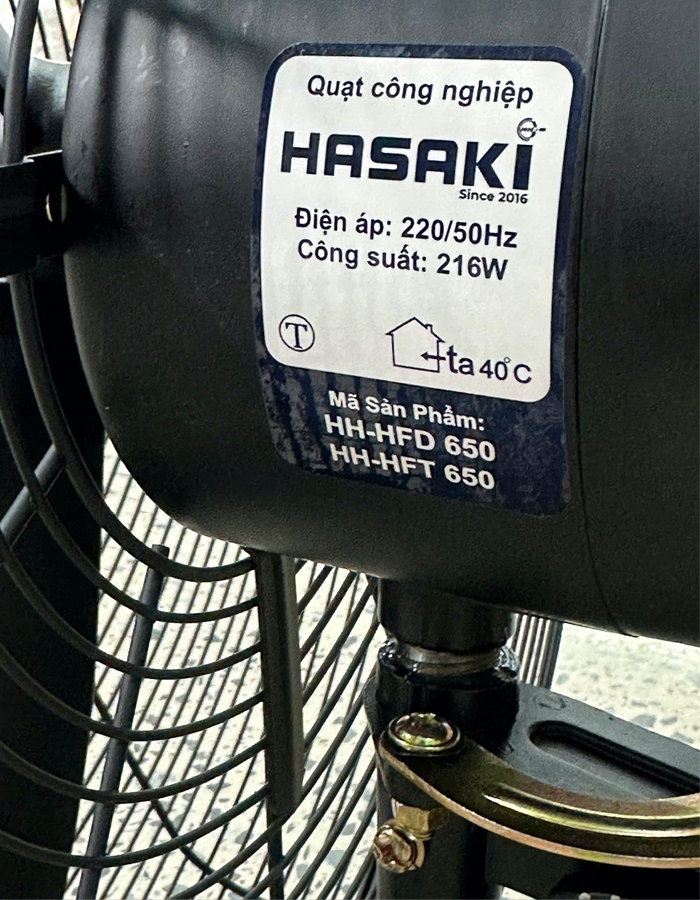 Quạt công nghiệp
HASAKI
Since 2016
Điện áp: 220/50Hz
Công suất: 216W
T
ta 40°C
Mã Sản Phẩm:
HH-HFD 650
HH-HFT 650